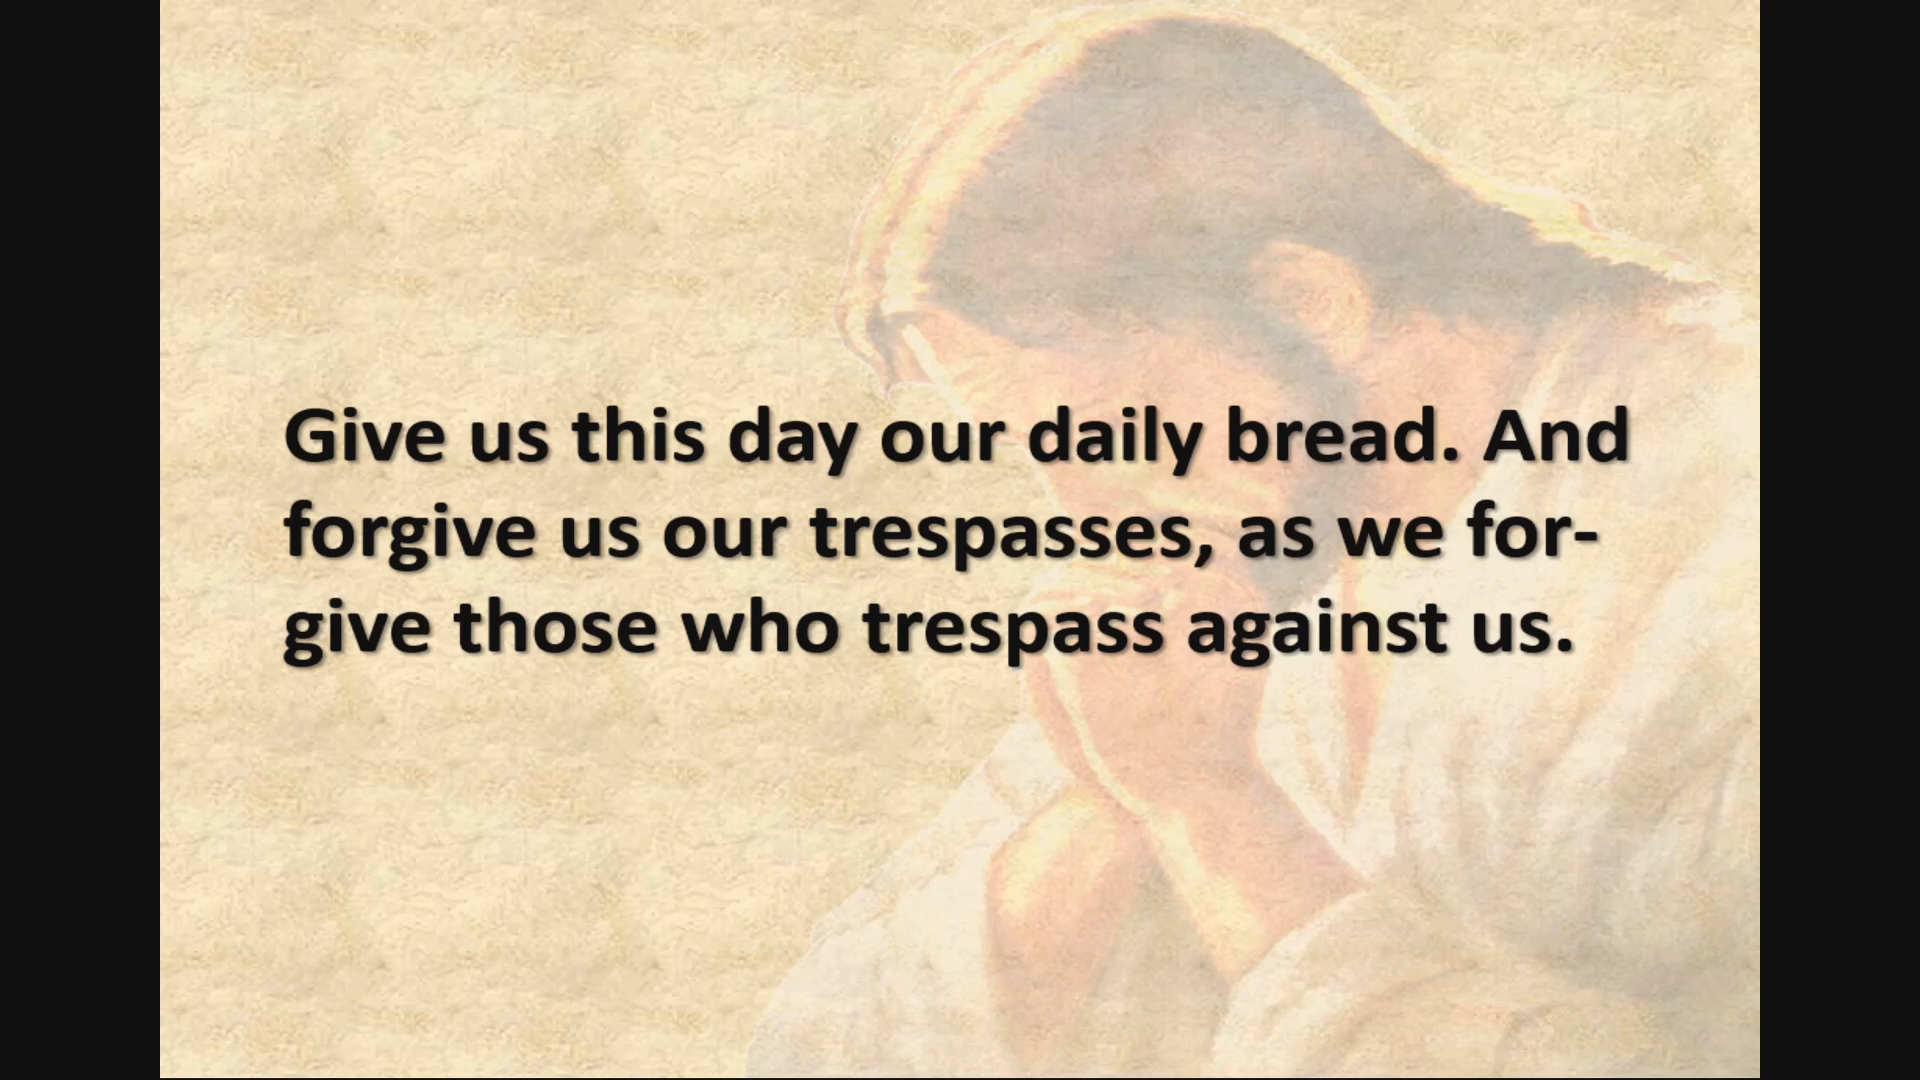 Give us this day our daily bread. And
forgive us our trespasses, as we for-
give those who trespass against us.